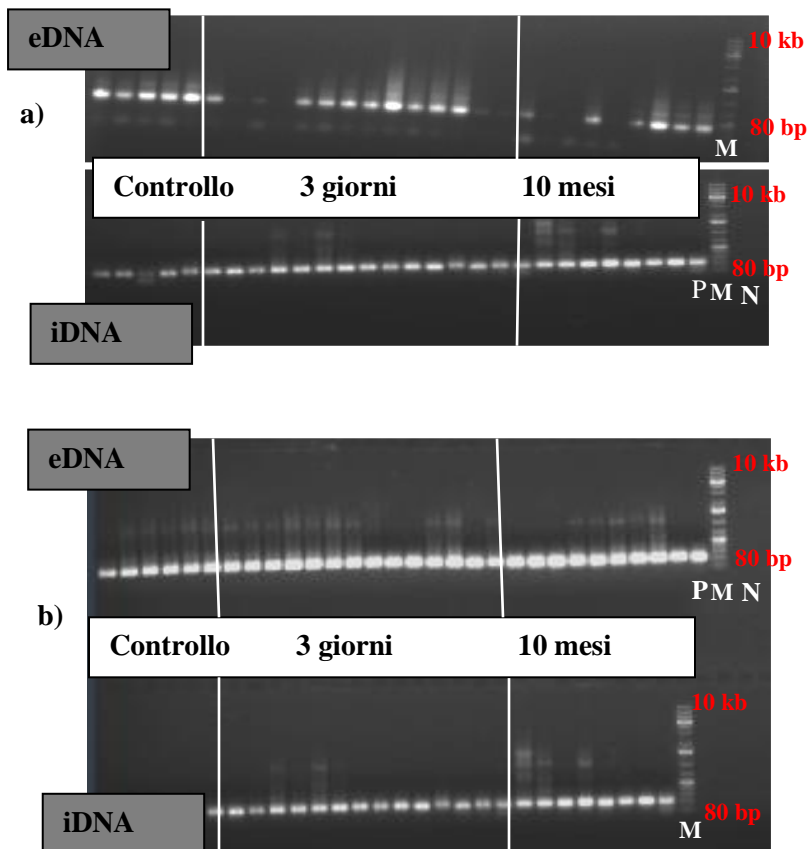 eDNA
10 kb
a)
80 bp
M
Controllo 3 giorni 10 mesi
10 kb
80 bp
P M N
iDNA
eDNA
10 kb
80 bp
P M N
b)
Controllo 3 giorni 10 mesi
10 kb
80 bp
M
iDNA